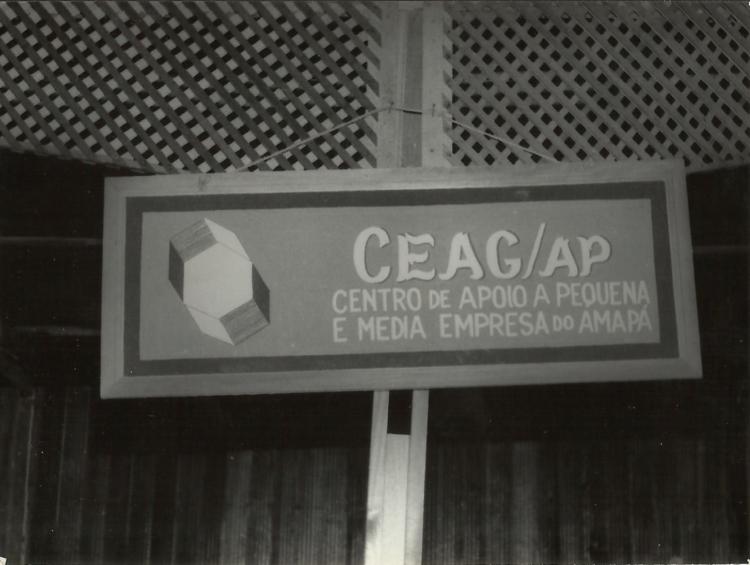 CEAG/AP
CENTRO DE APOIO A PEQUENA
E MEDIA EMPRESA DO AMAPÁ